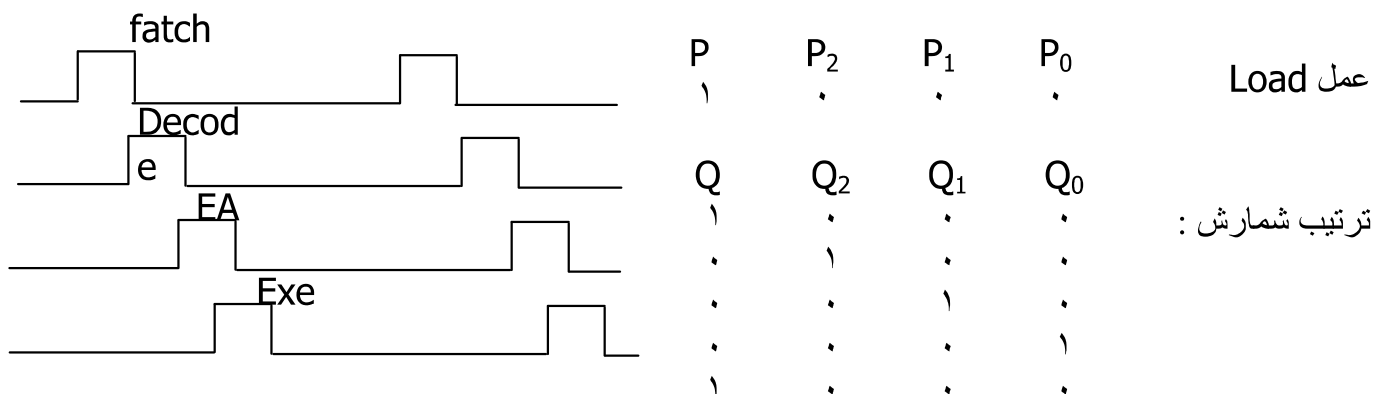 fatch
Decod
e
EA
Exe
P P₂ P₁ P₀
عمل Load
۱ ۰ ۰ ۰
Q Q₂ Q₁ Q₀
ترتیب شمارش :
۱ ۰ ۰ ۰
۰ ۱ ۰ ۰
۰ ۰ ۱ ۰
۰ ۰ ۰ ۱
۱ ۰ ۰ ۰